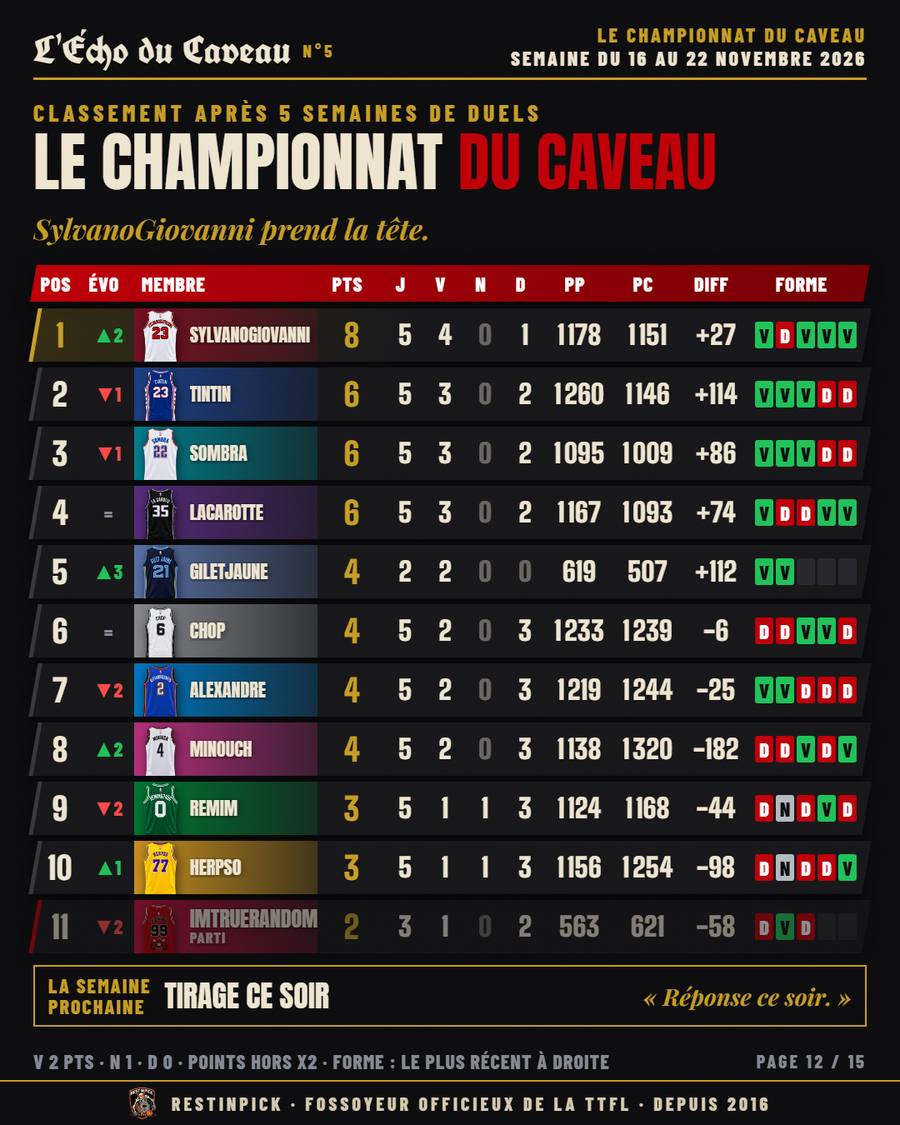 L'Écho du Caveau N°5
LE CHAMPIONNAT DU CAVEAU
SEMAINE DU 16 AU 22 NOVEMBRE 2026
CLASSEMENT APRÈS 5 SEMAINES DE DUELS
LE CHAMPIONNAT DU CAVEAU
SylvanoGiovanni prend la tête.
POS ÉVO MEMBRE PTS J V N D PP PC DIFF FORME
1 ▲2 23 SYLVANOGIOVANNI 8 5 4 0 1 1178 1151 +27 V D V V V
2 ▼1 TINTIN 23 TINTIN 6 5 3 0 2 1260 1146 +114 V V V D D
3 ▼1 SOMBRA 22 SOMBRA 6 5 3 0 2 1095 1009 +86 V V V D D
4 = 35 LACAROTTE 6 5 3 0 2 1167 1093 +74 V D D V V
5 ▲3 21 GILETJAUNE 4 2 2 0 0 619 507 +112 V V
6 = CHOP 6 CHOP 4 5 2 0 3 1233 1239 −6 D D V V D
7 ▼2 2 ALEXANDRE 4 5 2 0 3 1219 1244 −25 V V D D D
8 ▲2 MINOUCH 4 MINOUCH 4 5 2 0 3 1138 1320 −182 D D V D V
9 ▼2 0 REMIM 3 5 1 1 3 1124 1168 −44 D N D V D
10 ▲1 HERPSO 77 HERPSO 3 5 1 1 3 1156 1254 −98 D N D D V
11 ▼2 99 IMTRUERANDOM 2 3 1 0 2 563 621 −58 D V D
PARTI
LA SEMAINE
PROCHAINE
TIRAGE CE SOIR
« Réponse ce soir. »
V 2 PTS · N 1 · D 0 · POINTS HORS X2 · FORME : LE PLUS RÉCENT À DROITE
PAGE 12 / 15
RESTINPICK · FOSSOYEUR OFFICIEUX DE LA TTFL · DEPUIS 2016